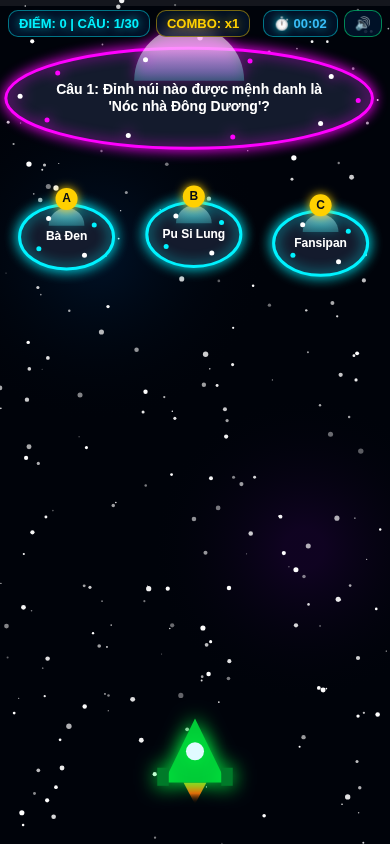 ĐIỂM: 0 | CÂU: 1/30
COMBO: x1
⏱️ 00:02
Câu 1: Đỉnh núi nào được mệnh danh là
'Nóc nhà Đông Dương'?
A
Bà Đen
B
Pu Si Lung
C
Fansipan